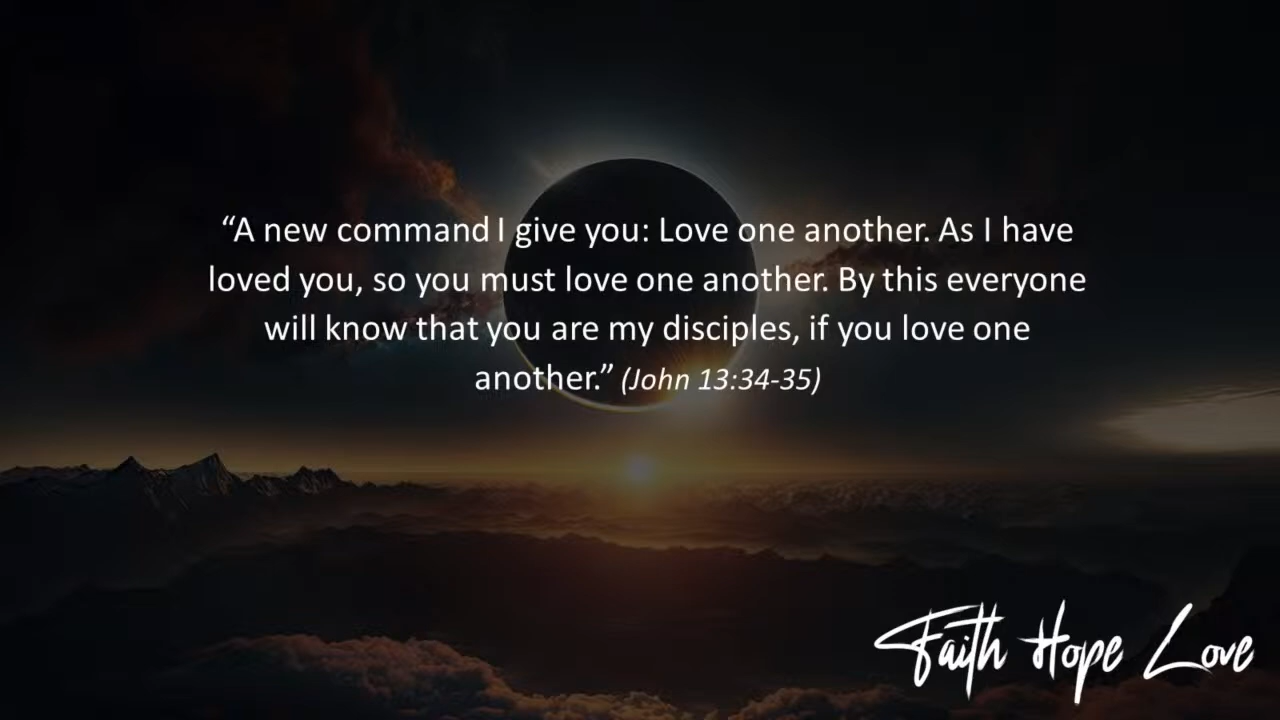 “A new command I give you: Love one another. As I have
loved you, so you must love one another. By this everyone
will know that you are my disciples, if you love one
another.” (John 13:34-35)
Faith Hope Love